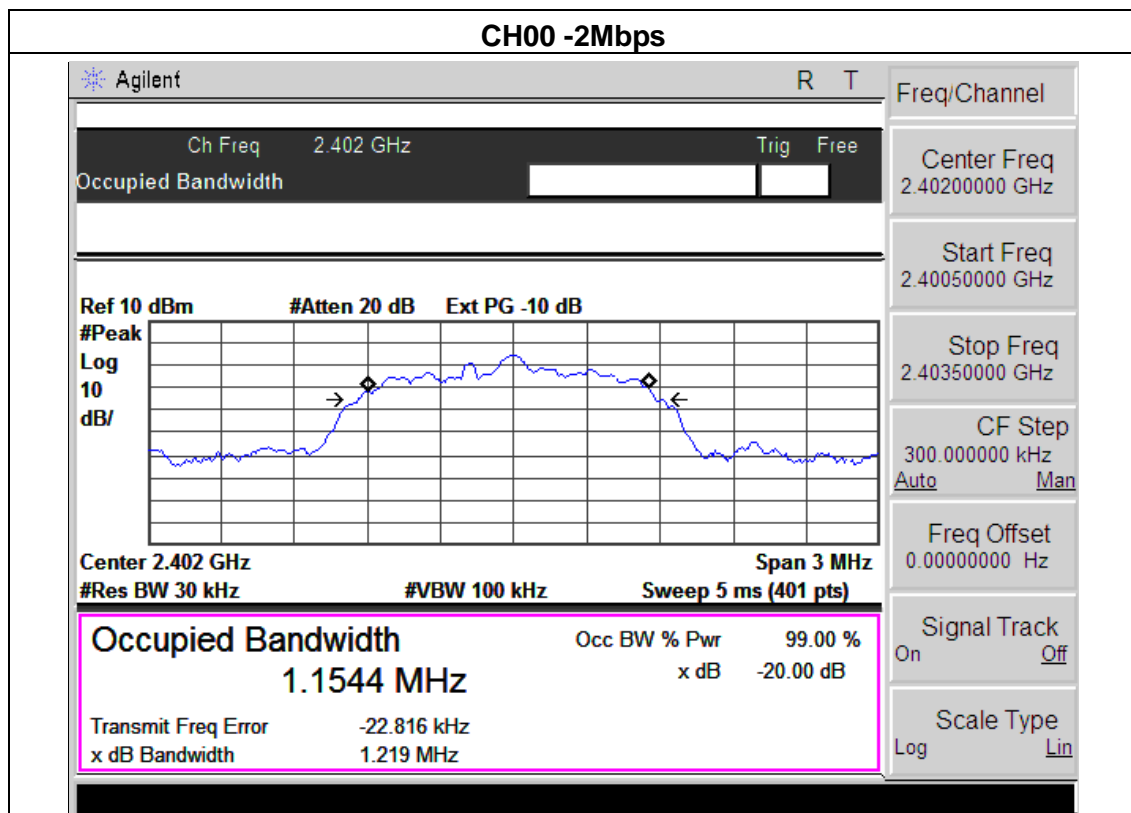 CH00 -2Mbps
Agilent R T
Ch Freq 2.402 GHz Trig Free
Occupied Bandwidth
Ref 10 dBm #Atten 20 dB Ext PG -10 dB
#Peak
Log
10
dB/
Center 2.402 GHz Span 3 MHz
#Res BW 30 kHz #VBW 100 kHz Sweep 5 ms (401 pts)
Occupied Bandwidth Occ BW % Pwr 99.00 %
1.1544 MHz x dB -20.00 dB
Transmit Freq Error -22.816 kHz
x dB Bandwidth 1.219 MHz
Freq/Channel
Center Freq
2.40200000 GHz
Start Freq
2.40050000 GHz
Stop Freq
2.40350000 GHz
CF Step
300.000000 kHz
Auto Man
Freq Offset
0.00000000 Hz
Signal Track
On Off
Scale Type
Log Lin